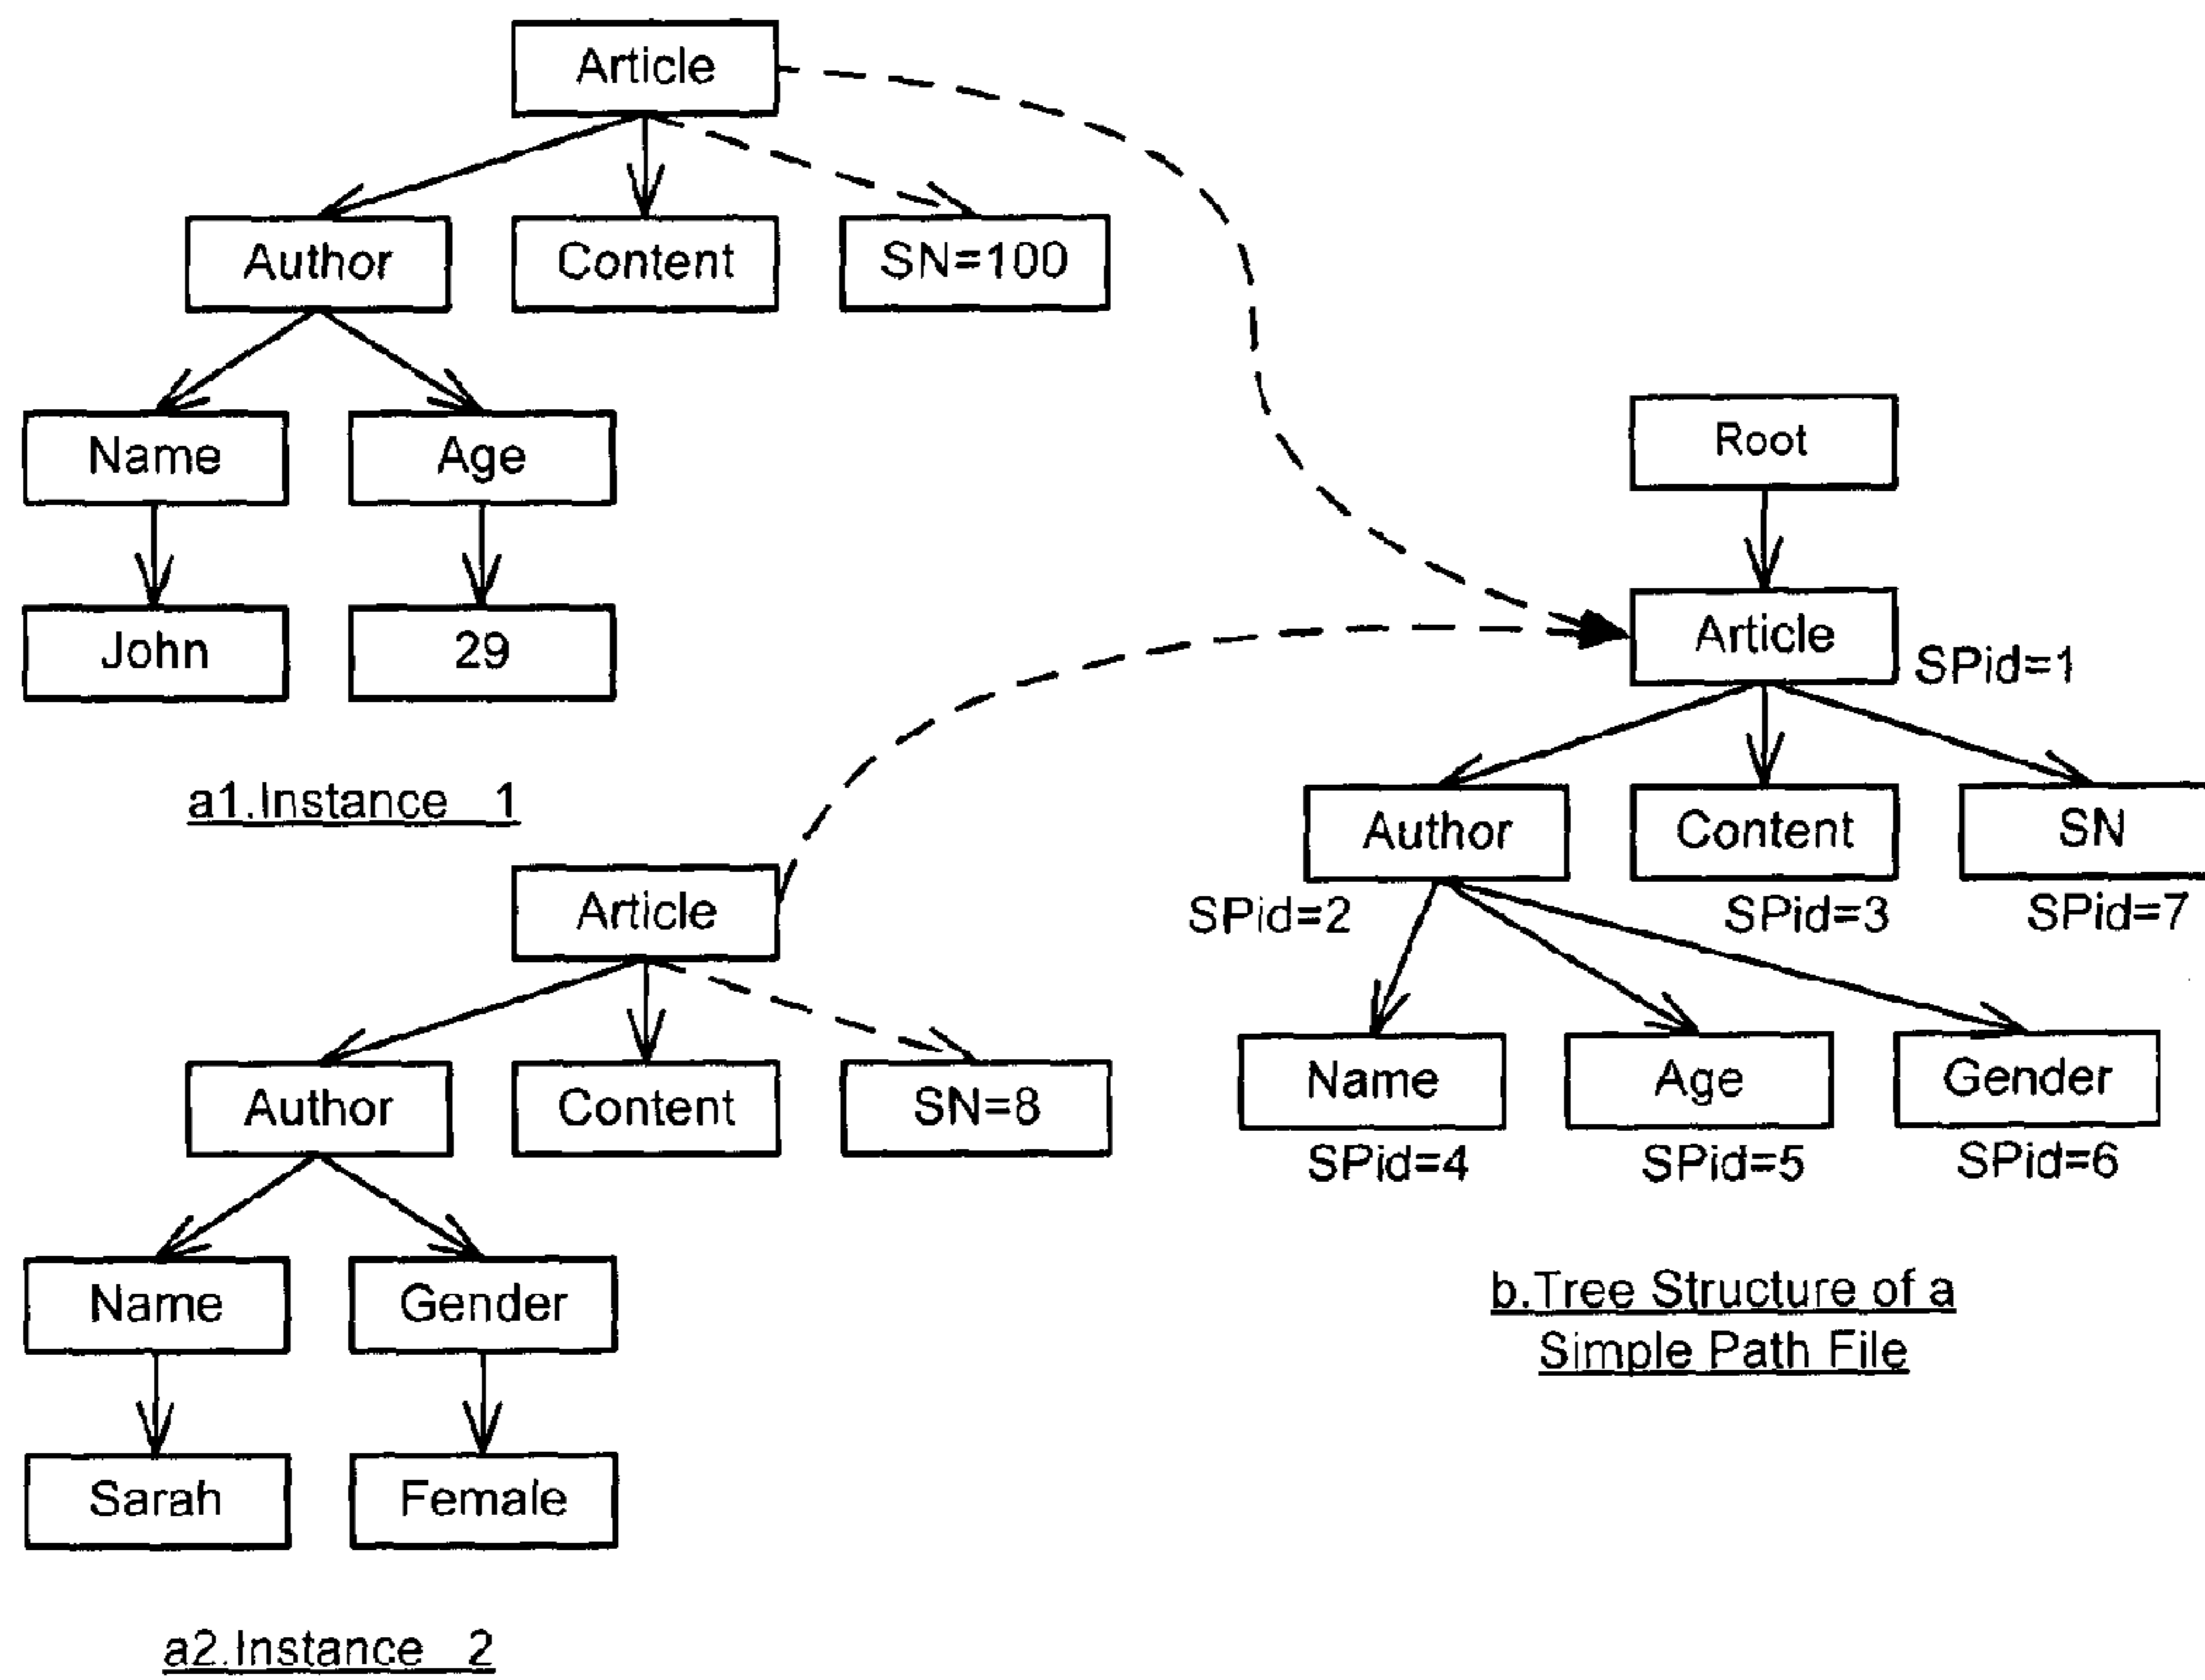 Article
Author
Content
SN=100
Name
Age
John
29
a1.Instance 1
Article
Author
Content
SN=8
Name
Gender
Sarah
Female
a2.Instance 2
Root
Article
SPid=1
Author
Content
SN
SPid=2
SPid=3
SPid=7
Name
Age
Gender
SPid=4
SPid=5
SPid=6
b.Tree Structure of a
Simple Path File